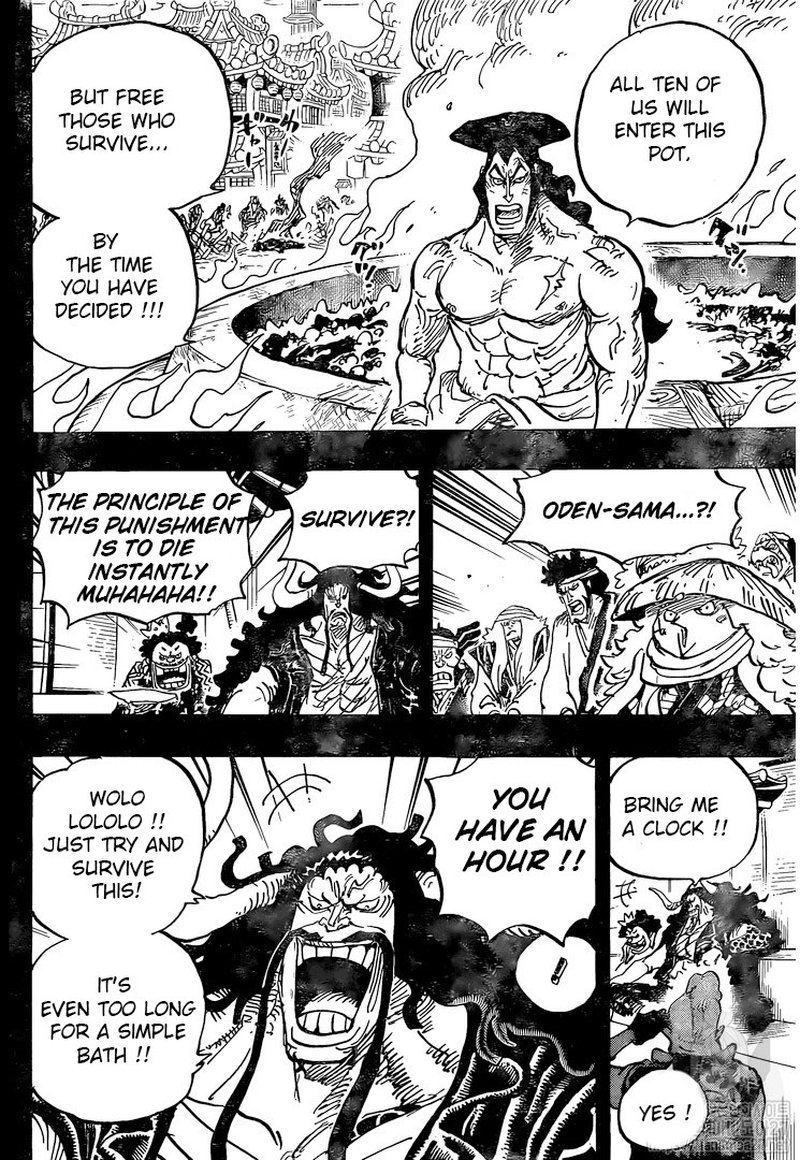 ALL TEN OF
US WILL
ENTER THIS
POT.
BUT FREE
THOSE WHO
SURVIVE...
BY
THE TIME
YOU HAVE
DECIDED !!!
ODEN-SAMA...?!
SURVIVE?!
THE PRINCIPLE OF
THIS PUNISHMENT
IS TO DIE
INSTANTLY
MUHAHAHA!!
BRING ME
A CLOCK !!
YES !
YOU
HAVE AN
HOUR !!
WOLO
LOLOLO !!
JUST TRY AND
SURVIVE
THIS!
IT'S
EVEN TOO LONG
FOR A SIMPLE
BATH !!